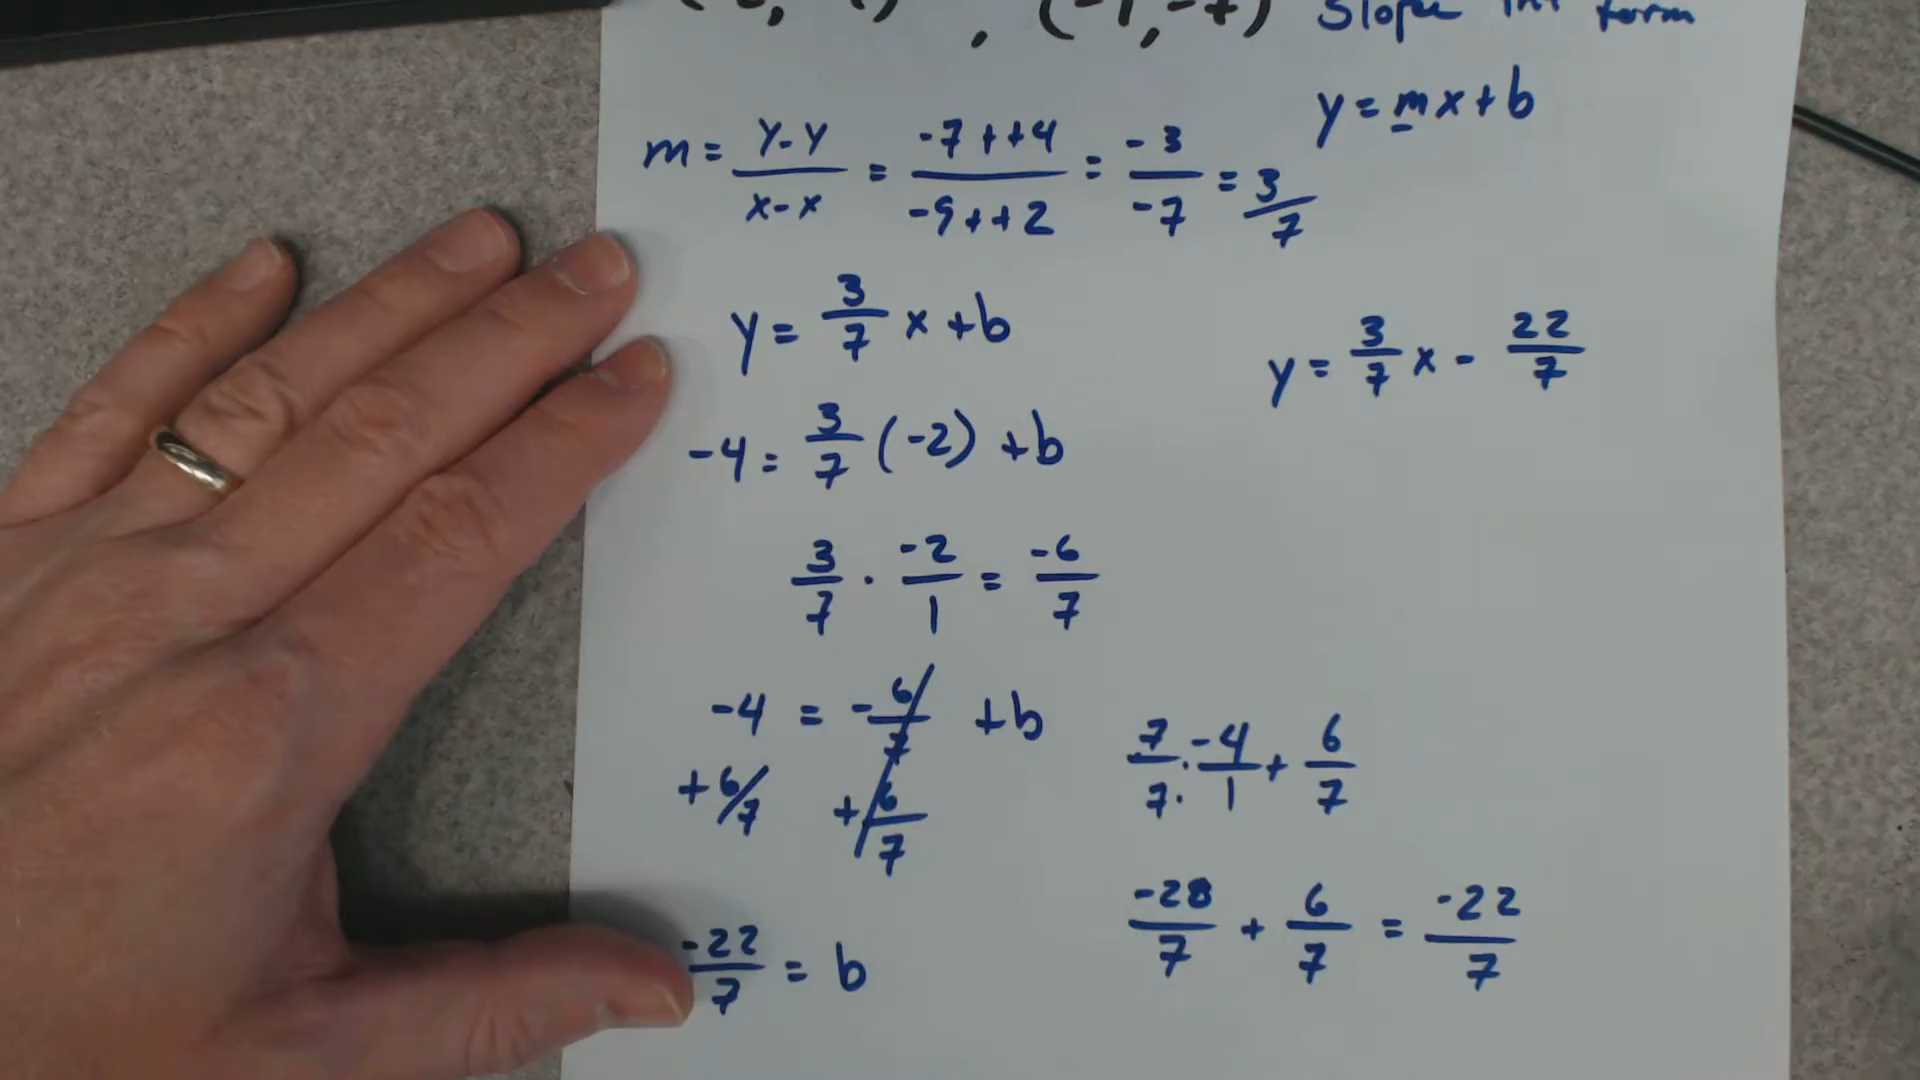 Slope int form
y = mx + b
m = y-y / x-x = -7 + +4 / -9 + +2 = -3 / -7 = 3/7
y = 3/7 x + b
y = 3/7 x - 22/7
-4 = 3/7 (-2) + b
3/7 · -2/1 = -6/7
-4 = -6/7 + b
+6/7 +6/7
7/7 · -4/1 + 6/7
-28/7 + 6/7 = -22/7
-22/7 = b